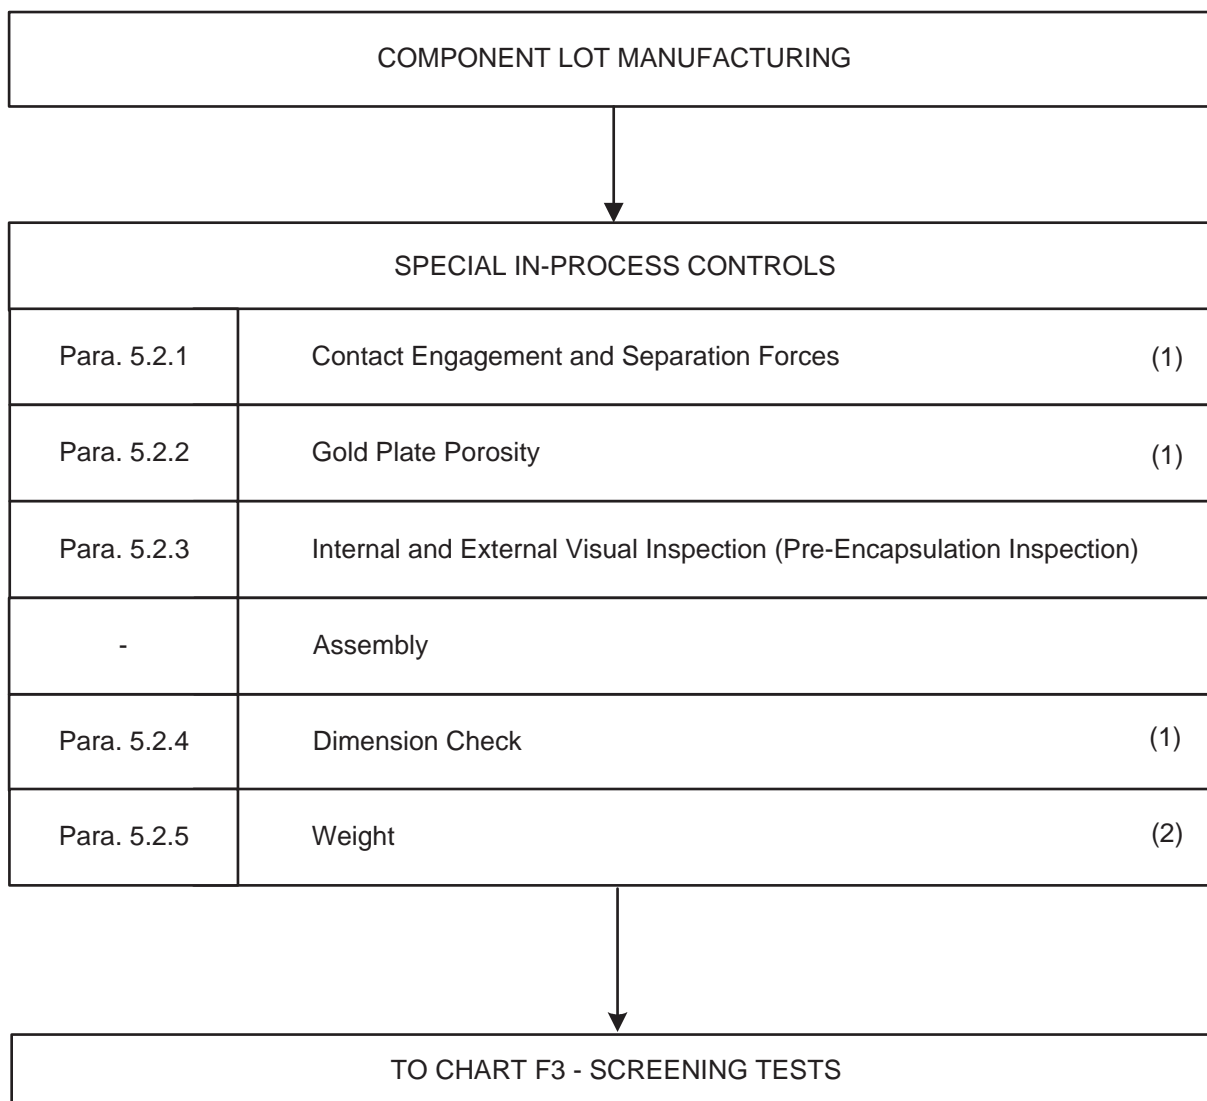 COMPONENT LOT MANUFACTURING
SPECIAL IN-PROCESS CONTROLS
Para. 5.2.1 Contact Engagement and Separation Forces (1)
Para. 5.2.2 Gold Plate Porosity (1)
Para. 5.2.3 Internal and External Visual Inspection (Pre-Encapsulation Inspection)
- Assembly
Para. 5.2.4 Dimension Check (1)
Para. 5.2.5 Weight (2)
TO CHART F3 - SCREENING TESTS